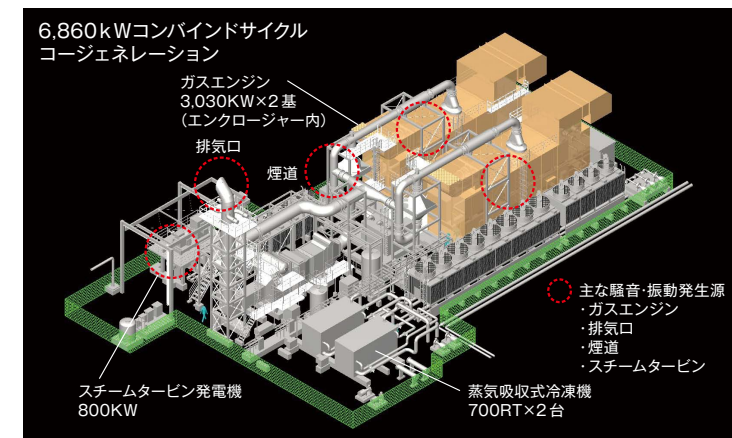 6,860kWコンバインドサイクル
コージェネレーション
ガスエンジン
3,030KW×2基
(エンクロージャー内)
排気口
煙道
主な騒音・振動発生源
・ガスエンジン
・排気口
・煙道
・スチームタービン
スチームタービン発電機
800KW
蒸気吸収式冷凍機
700RT×2台